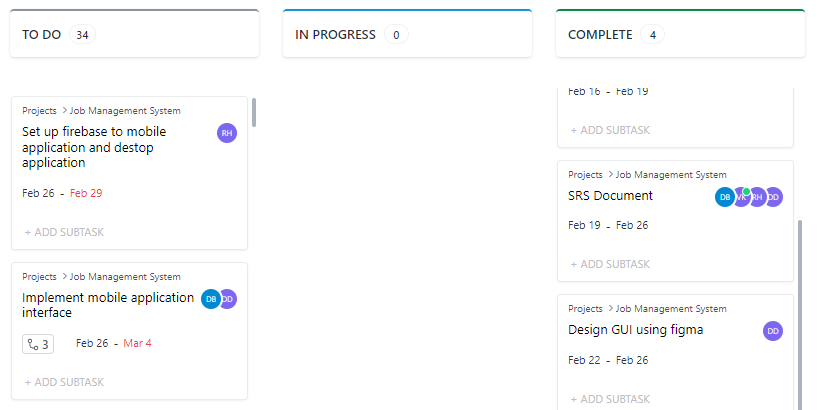 TO DO 34
Projects > Job Management System
Set up firebase to mobile
application and destop
application
RH
Feb 26 - Feb 29
+ ADD SUBTASK
Projects > Job Management System
Implement mobile application
interface
DB DD
3 Feb 26 - Mar 4
+ ADD SUBTASK
IN PROGRESS 0
COMPLETE 4
Feb 16 - Feb 19
+ ADD SUBTASK
Projects > Job Management System
SRS Document
DB VK RH DD
Feb 19 - Feb 26
+ ADD SUBTASK
Projects > Job Management System
Design GUI using figma
DD
Feb 22 - Feb 26
+ ADD SUBTASK